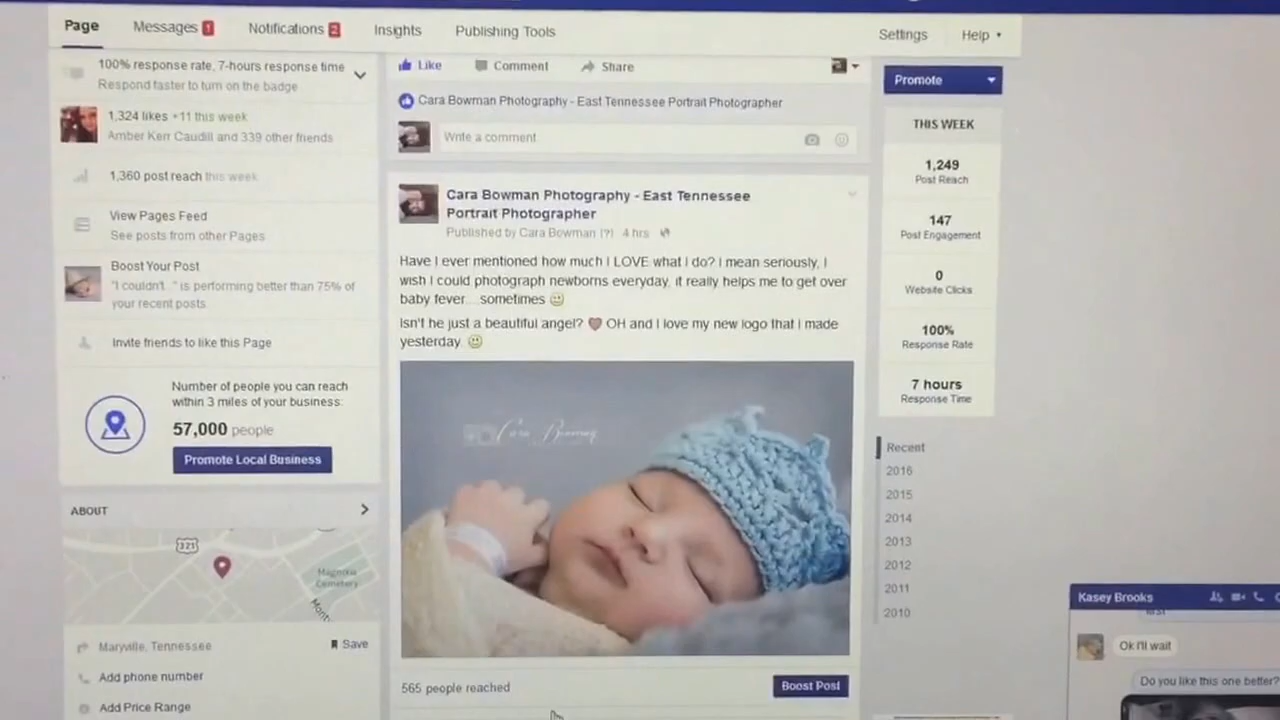 Page
Messages 1
Notifications 2
Insights
Publishing Tools
Settings
Help
100% response rate, 7-hours response time
Respond faster to turn on the badge
1,324 likes +11 this week
Amber Kerr Caudill and 339 other friends
1,360 post reach this week
View Pages Feed
See posts from other Pages
Boost Your Post
"I couldn't..." is performing better than 75% of
your recent posts
Invite friends to like this Page
Number of people you can reach
within 3 miles of your business:
57,000 people
Promote Local Business
ABOUT
321
Magnolia
Cemetery
Maryville, Tennessee
Save
Add phone number
Add Price Range
Like
Comment
Share
Cara Bowman Photography - East Tennessee Portrait Photographer
Write a comment
Cara Bowman Photography - East Tennessee
Portrait Photographer
Published by Cara Bowman [?] 4 hrs
Have I ever mentioned how much I LOVE what I do? I mean seriously, I
wish I could photograph newborns everyday, it really helps me to get over
baby fever... sometimes
Isn't he just a beautiful angel? OH and I love my new logo that I made
yesterday.
Cara Bowman
565 people reached
Boost Post
Promote
THIS WEEK
1,249
Post Reach
147
Post Engagement
0
Website Clicks
100%
Response Rate
7 hours
Response Time
Recent
2016
2015
2014
2013
2012
2011
2010
Kasey Brooks
Ok I'll wait
Do you like this one better?